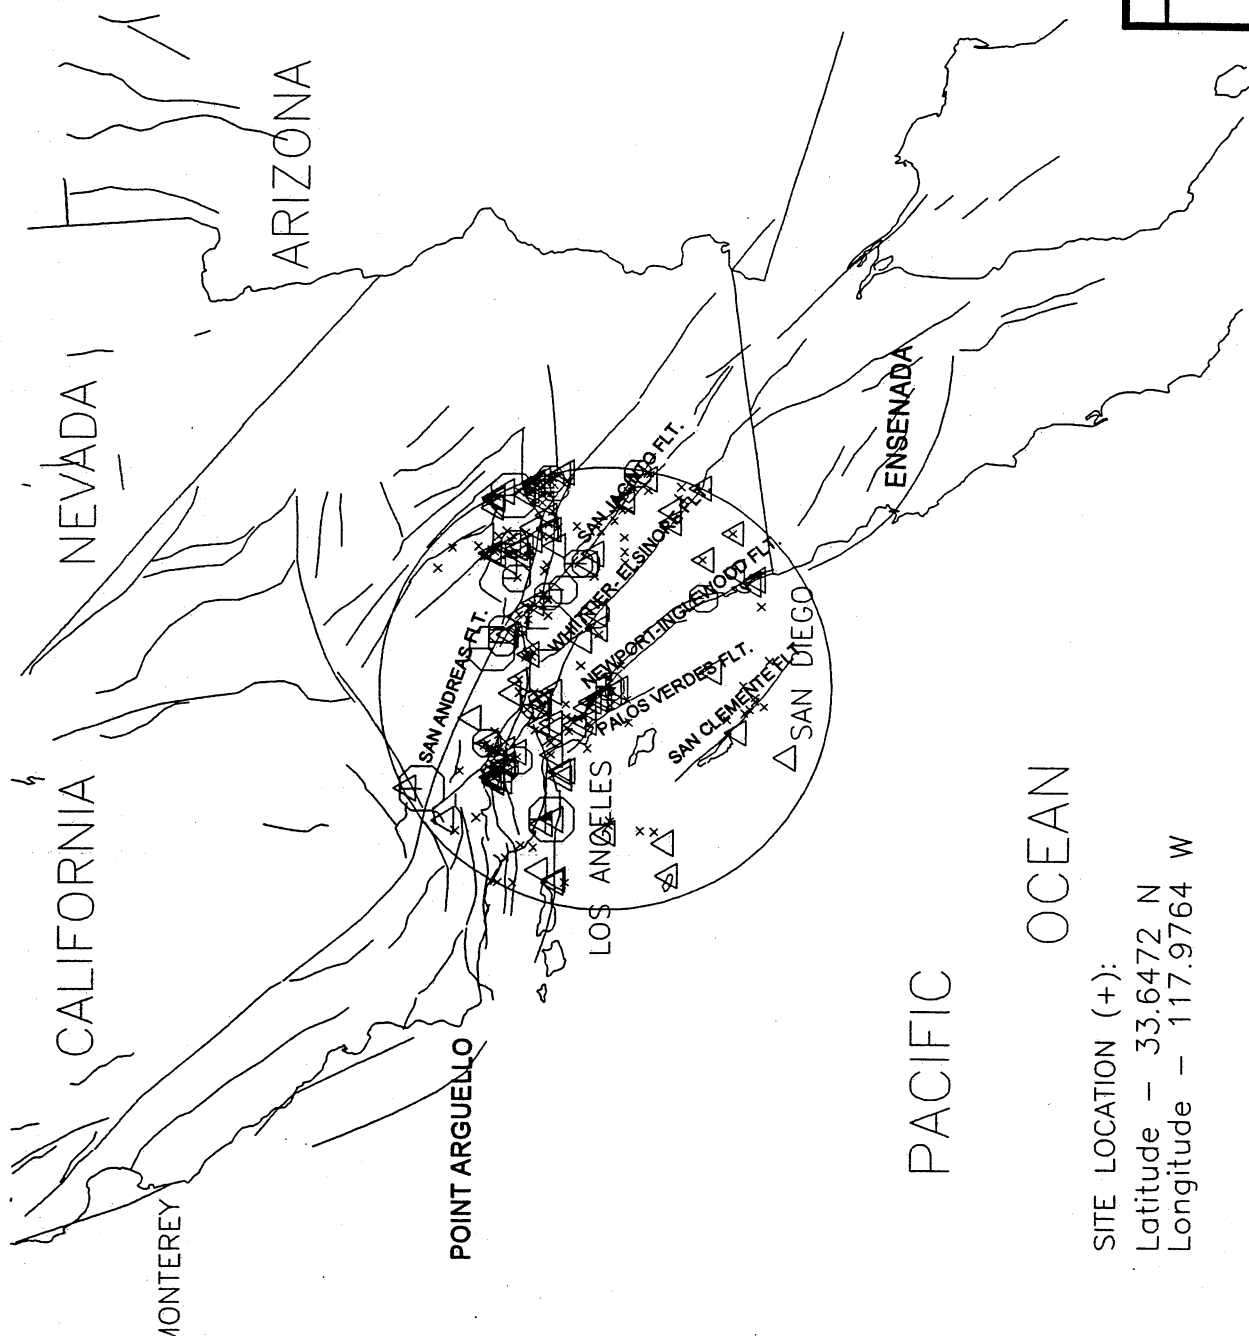 CALIFORNIA
NEVADA
ARIZONA
MONTEREY
POINT ARGUELLO
LOS ANGELES
SAN DIEGO
ENSENADA
SAN ANDREAS FLT.
SAN JACINTO FLT.
WHITTIER-ELSINORE FLT.
NEWPORT-INGLEWOOD FLT.
PALOS VERDES FLT.
SAN CLEMENTE FLT.
PACIFIC
OCEAN
SITE LOCATION (+):
Latitude – 33.6472 N
Longitude – 117.9764 W